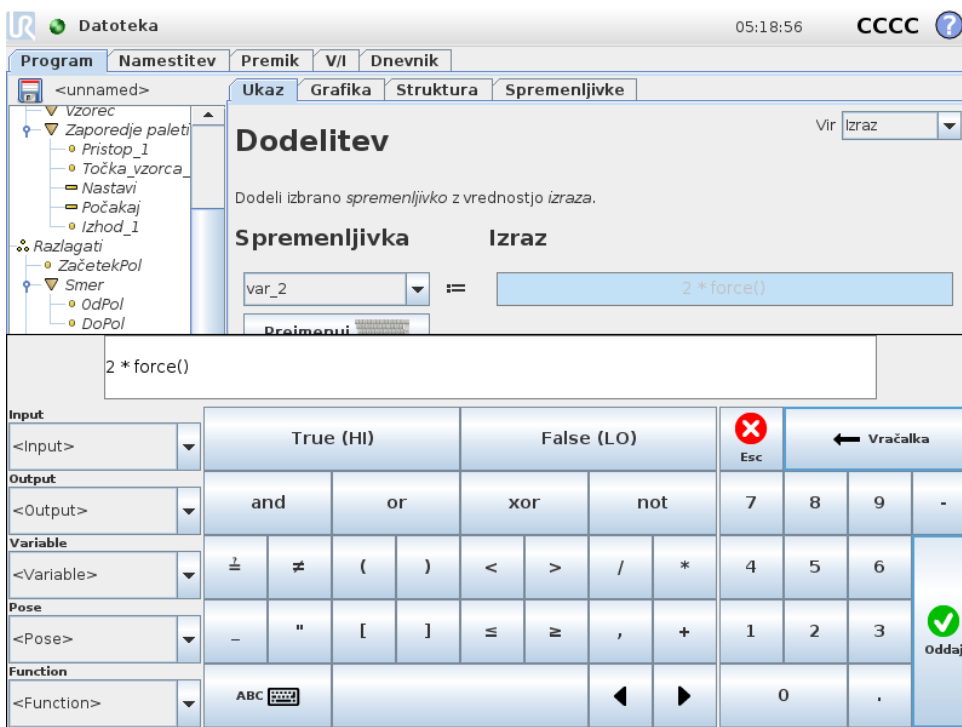 UR Datoteka 05:18:56 CCCC ?
Program Namestitev Premik V/I Dnevnik
<unnamed> Ukaz Grafika Struktura Spremenljivke
Vzorec
Zaporedje paleti
Pristop_1
Točka_vzorca_
Nastavi
Počakaj
Izhod_1
Razlagati
ZačetekPol
Smer
OdPol
DoPol
Dodelitev
Vir Izraz
Dodeli izbrano spremenljivko z vrednostjo izraza.
Spremenljivka Izraz
var_2 := 2 * force()
Preimenuj
2 * force()
Input
<Input>
Output
<Output>
Variable
<Variable>
Pose
<Pose>
Function
<Function>
True (HI) False (LO) Esc Vračalka
and or xor not 7 8 9 -
≟ ≠ ( ) < > / * 4 5 6
_ " [ ] ≤ ≥ , + 1 2 3 Oddaj
ABC 0 .